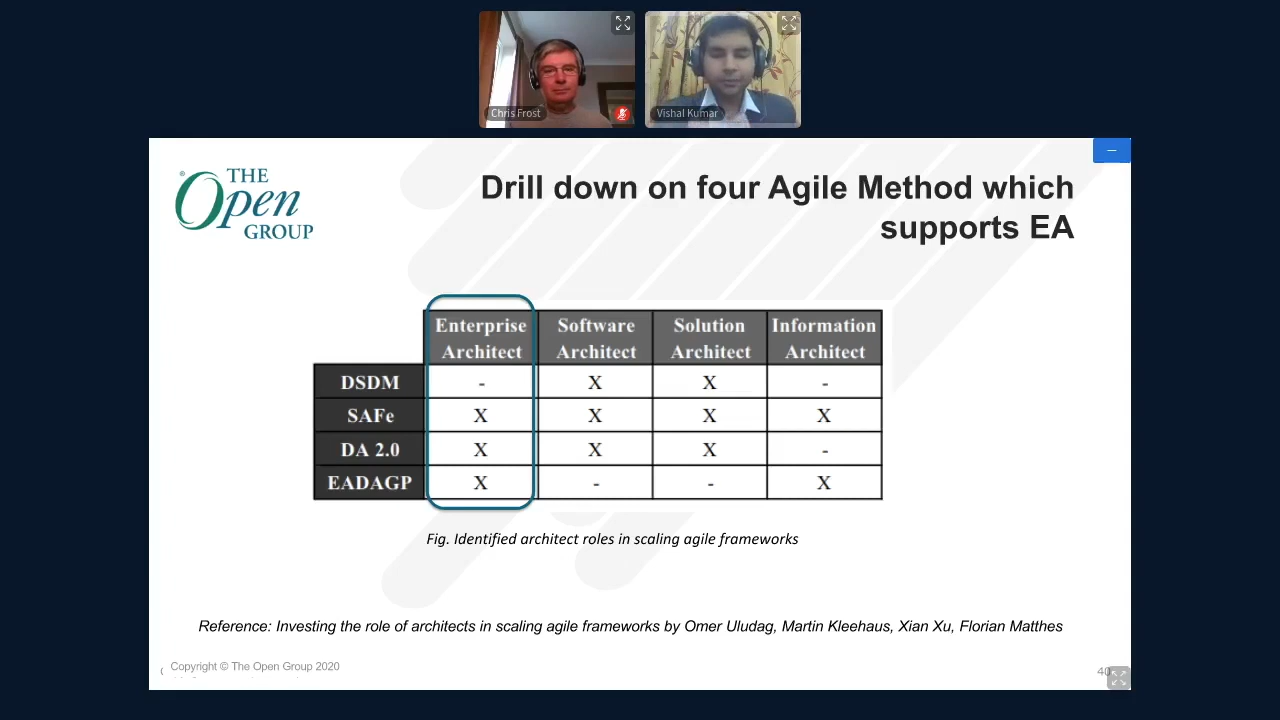 Chris Frost
Vishal Kumar
THE
Open
GROUP
®
Drill down on four Agile Method which
supports EA
Enterprise Architect Software Architect Solution Architect Information Architect
DSDM - X X -
SAFe X X X X
DA 2.0 X X X -
EADAGP X - - X
Fig. Identified architect roles in scaling agile frameworks
Reference: Investing the role of architects in scaling agile frameworks by Omer Uludag, Martin Kleehaus, Xian Xu, Florian Matthes
Copyright © The Open Group 2020
40